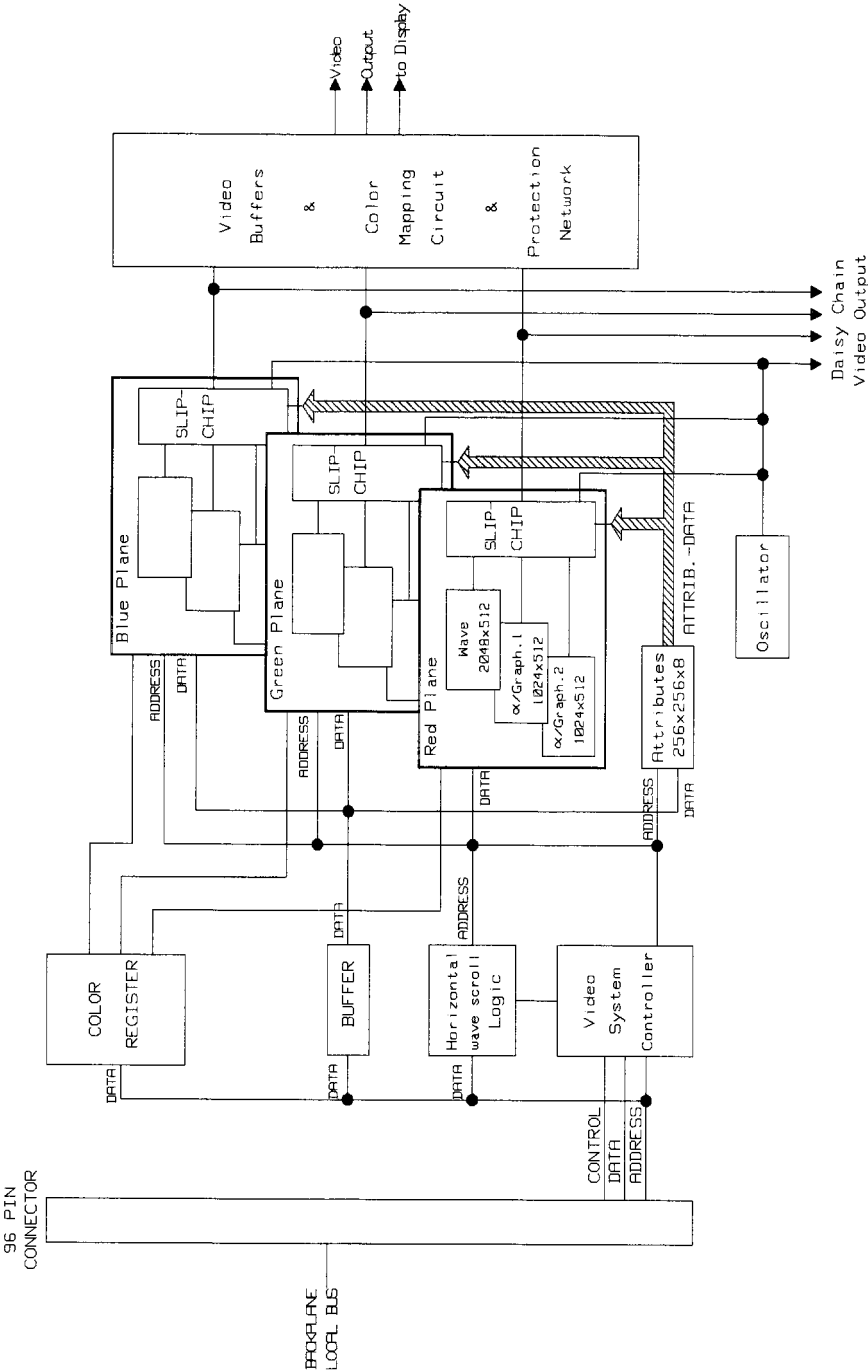 96 PIN
CONNECTOR
BACKPLANE
LOCAL BUS
CONTROL
DATA
ADDRESS
DATA
COLOR
REGISTER
DATA
BUFFER
DATA
DATA
Horizontal
wave scroll
Logic
ADDRESS
Video
System
Controller
ADDRESS
DATA
Blue Plane
SLIP-
CHIP
ADDRESS
DATA
Green Plane
SLIP-
CHIP
ADDRESS
DATA
Red Plane
SLIP-
CHIP
Wave
2048x512
α/Graph.1
1024x512
α/Graph.2
1024x512
DATA
Attributes
256x256x8
ATTRIB.-DATA
Oscillator
Video
Buffers
&
Color
Mapping
Circuit
&
Protection
Network
Video
Output
to Display
Daisy Chain
Video Output